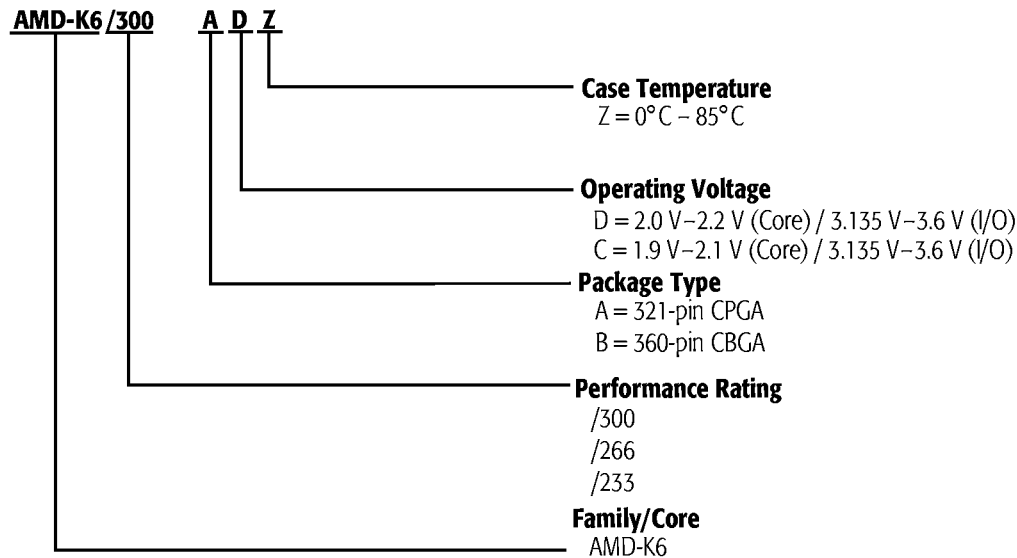 AMD-K6 /300 A D Z
Case Temperature
Z = 0°C – 85°C
Operating Voltage
D = 2.0 V–2.2 V (Core) / 3.135 V–3.6 V (I/O)
C = 1.9 V–2.1 V (Core) / 3.135 V–3.6 V (I/O)
Package Type
A = 321-pin CPGA
B = 360-pin CBGA
Performance Rating
/300
/266
/233
Family/Core
AMD-K6